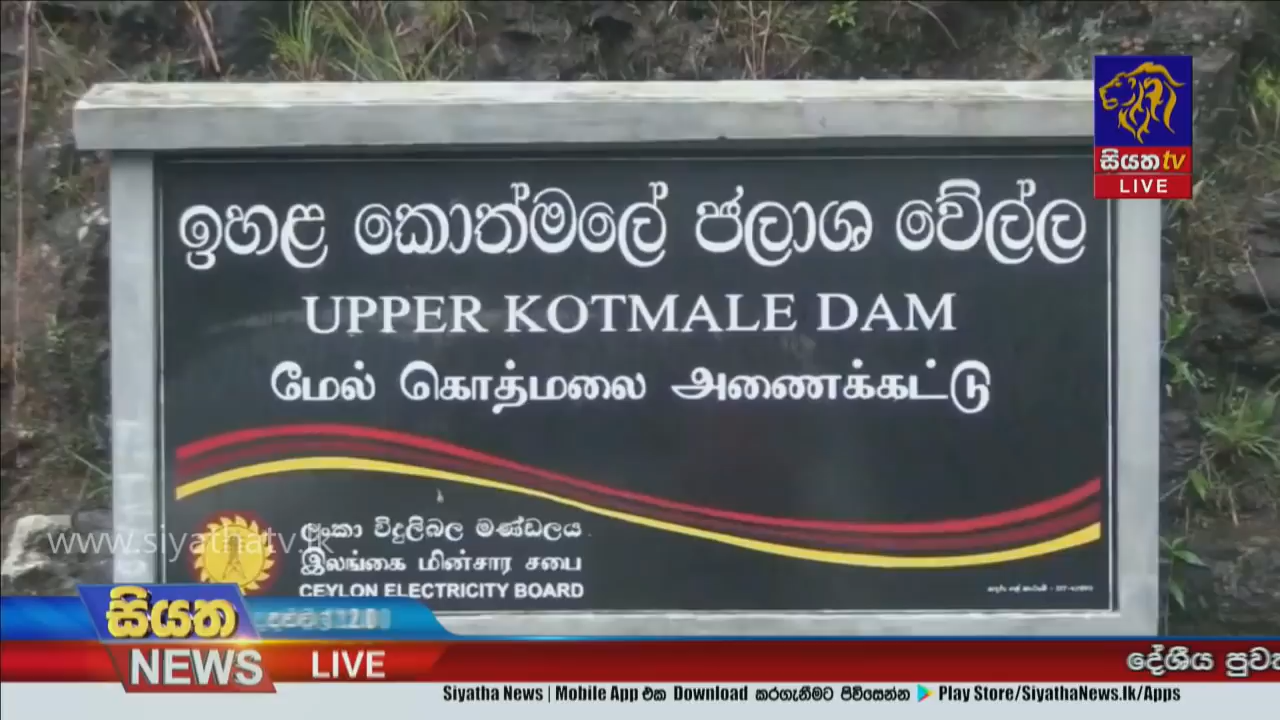 සියත tv
LIVE
ඉහළ කොත්මලේ ජලාශ වේල්ල
UPPER KOTMALE DAM
மேல் கொத்மலை அணைக்கட்டு
ලංකා විදුලිබල මණ්ඩලය
www.siyathatv.lk
இலங்கை மின்சார சபை
CEYLON ELECTRICITY BOARD
සියත
NEWS LIVE
දේශීය
Siyatha News | Mobile App එක Download කරගැනීමට පිවිසෙන්න Play Store/SiyathaNews.lk/Apps